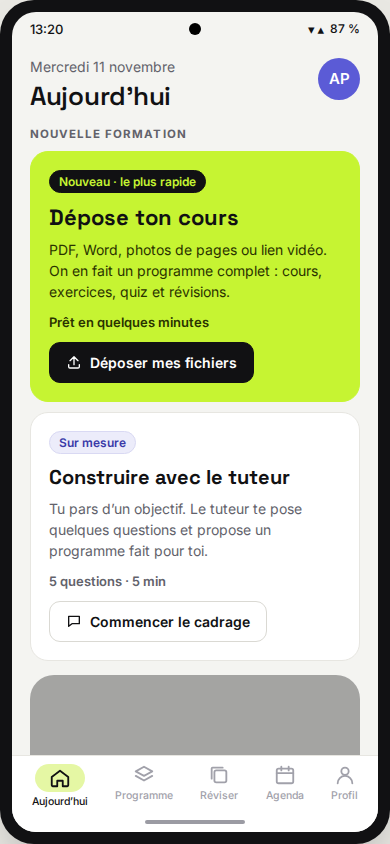 13:20
87 %
Mercredi 11 novembre
Aujourd'hui
AP
NOUVELLE FORMATION
Nouveau · le plus rapide
Dépose ton cours
PDF, Word, photos de pages ou lien vidéo.
On en fait un programme complet : cours,
exercices, quiz et révisions.
Prêt en quelques minutes
Déposer mes fichiers
Sur mesure
Construire avec le tuteur
Tu pars d'un objectif. Le tuteur te pose
quelques questions et propose un
programme fait pour toi.
5 questions · 5 min
Commencer le cadrage
Aujourd'hui
Programme
Réviser
Agenda
Profil